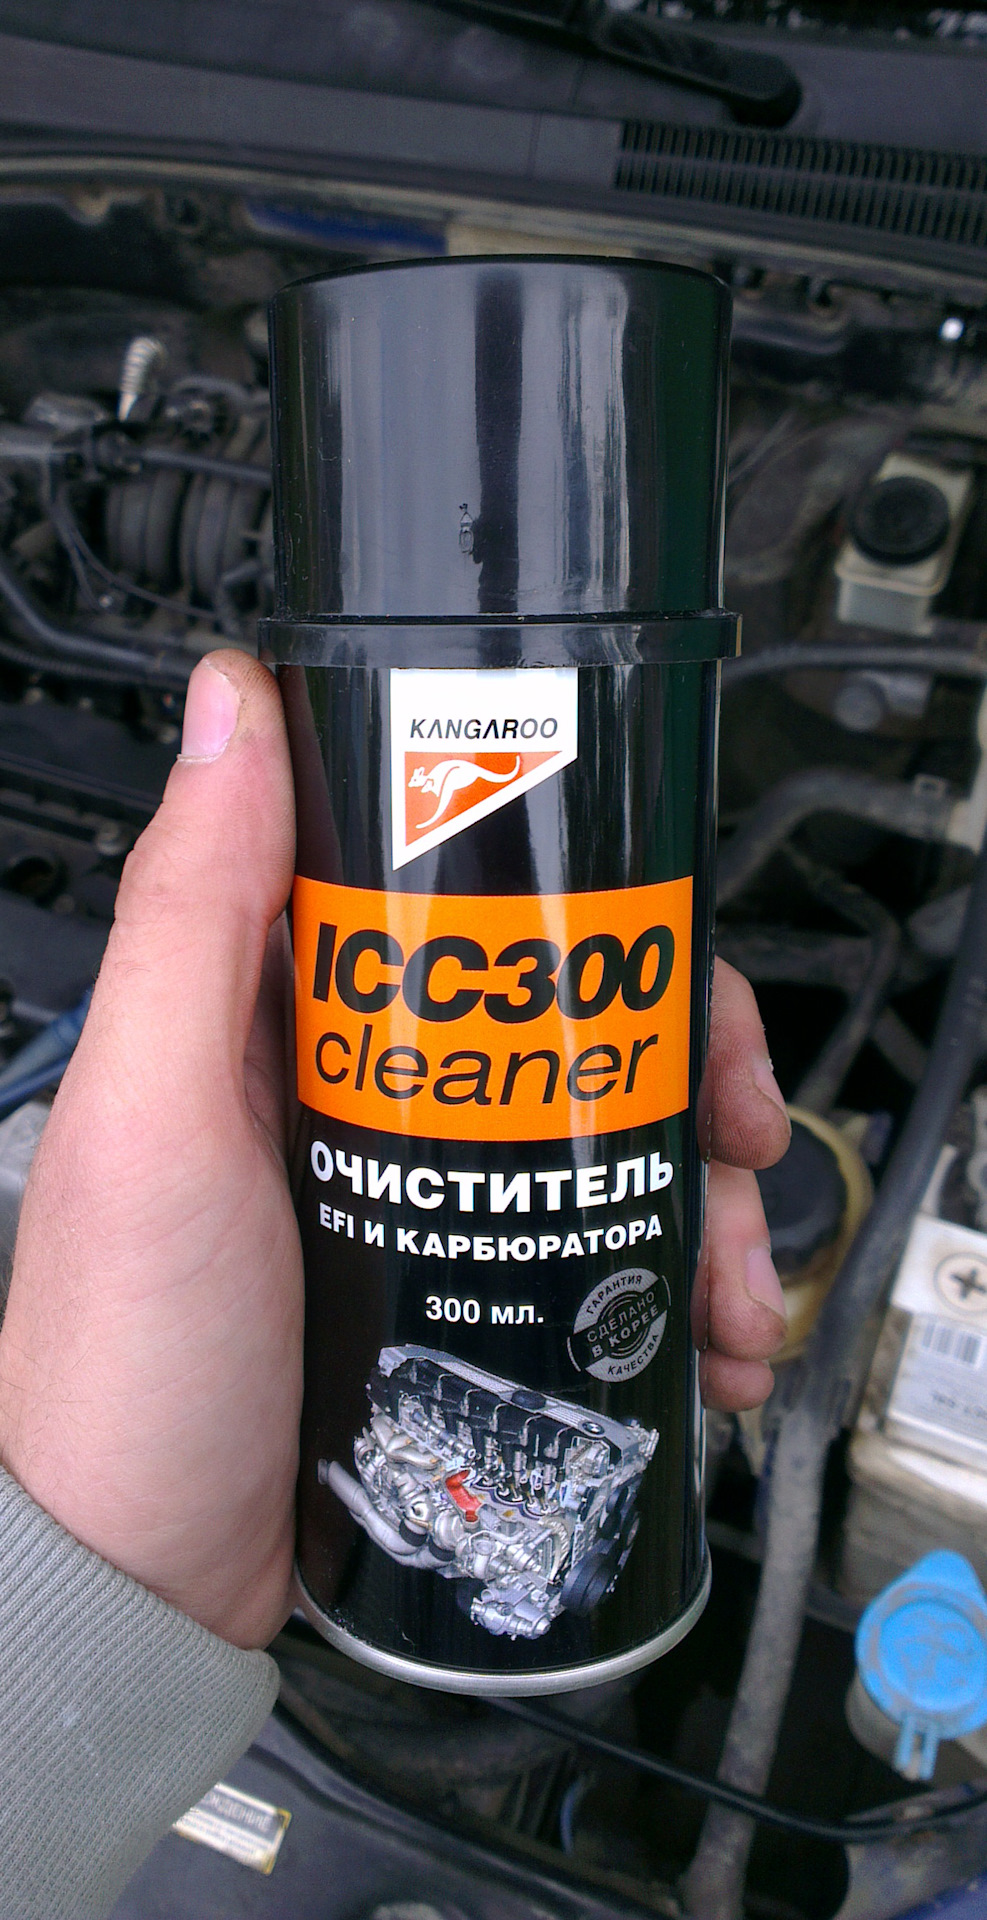 KANGAROO
ICC300
cleaner
ОЧИСТИТЕЛЬ
EFI И КАРБЮРАТОРА
300 мл.
ГАРАНТИЯ
СДЕЛАНО
В КОРЕЕ
КАЧЕСТВА